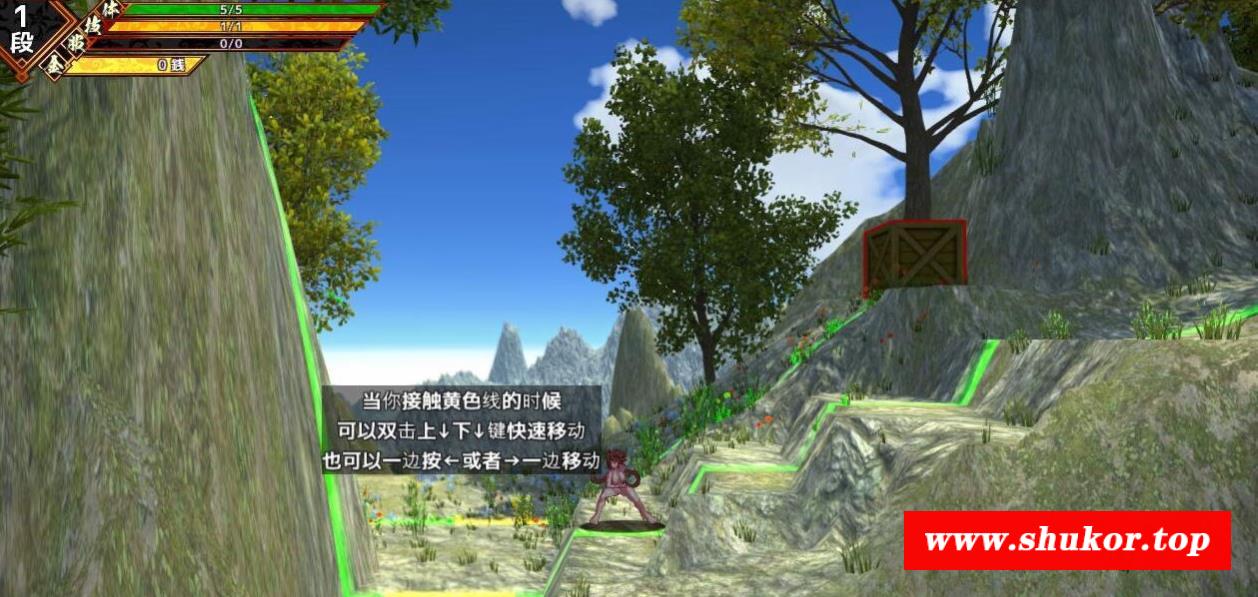 1
段
体
技
服
金
5/5
1/1
0/0
0 銭
当你接触黄色线的时候
可以双击上↓下↓键快速移动
也可以一边按←或者→一边移动
www.shukor.top